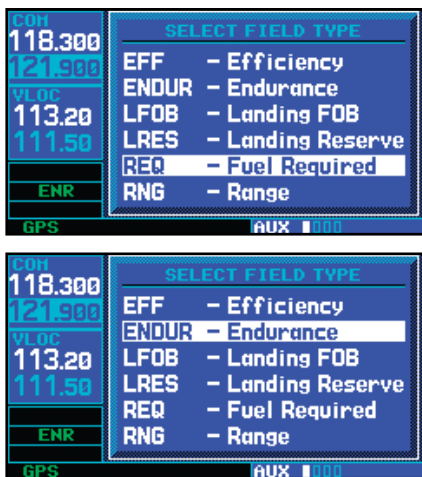 COM
118.300
121.900
VLOC
113.20
111.50
ENR
GPS
SELECT FIELD TYPE
EFF – Efficiency
ENDUR – Endurance
LFOB – Landing FOB
LRES – Landing Reserve
REQ – Fuel Required
RNG – Range
AUX
COM
118.300
121.900
VLOC
113.20
111.50
ENR
GPS
SELECT FIELD TYPE
EFF – Efficiency
ENDUR – Endurance
LFOB – Landing FOB
LRES – Landing Reserve
REQ – Fuel Required
RNG – Range
AUX